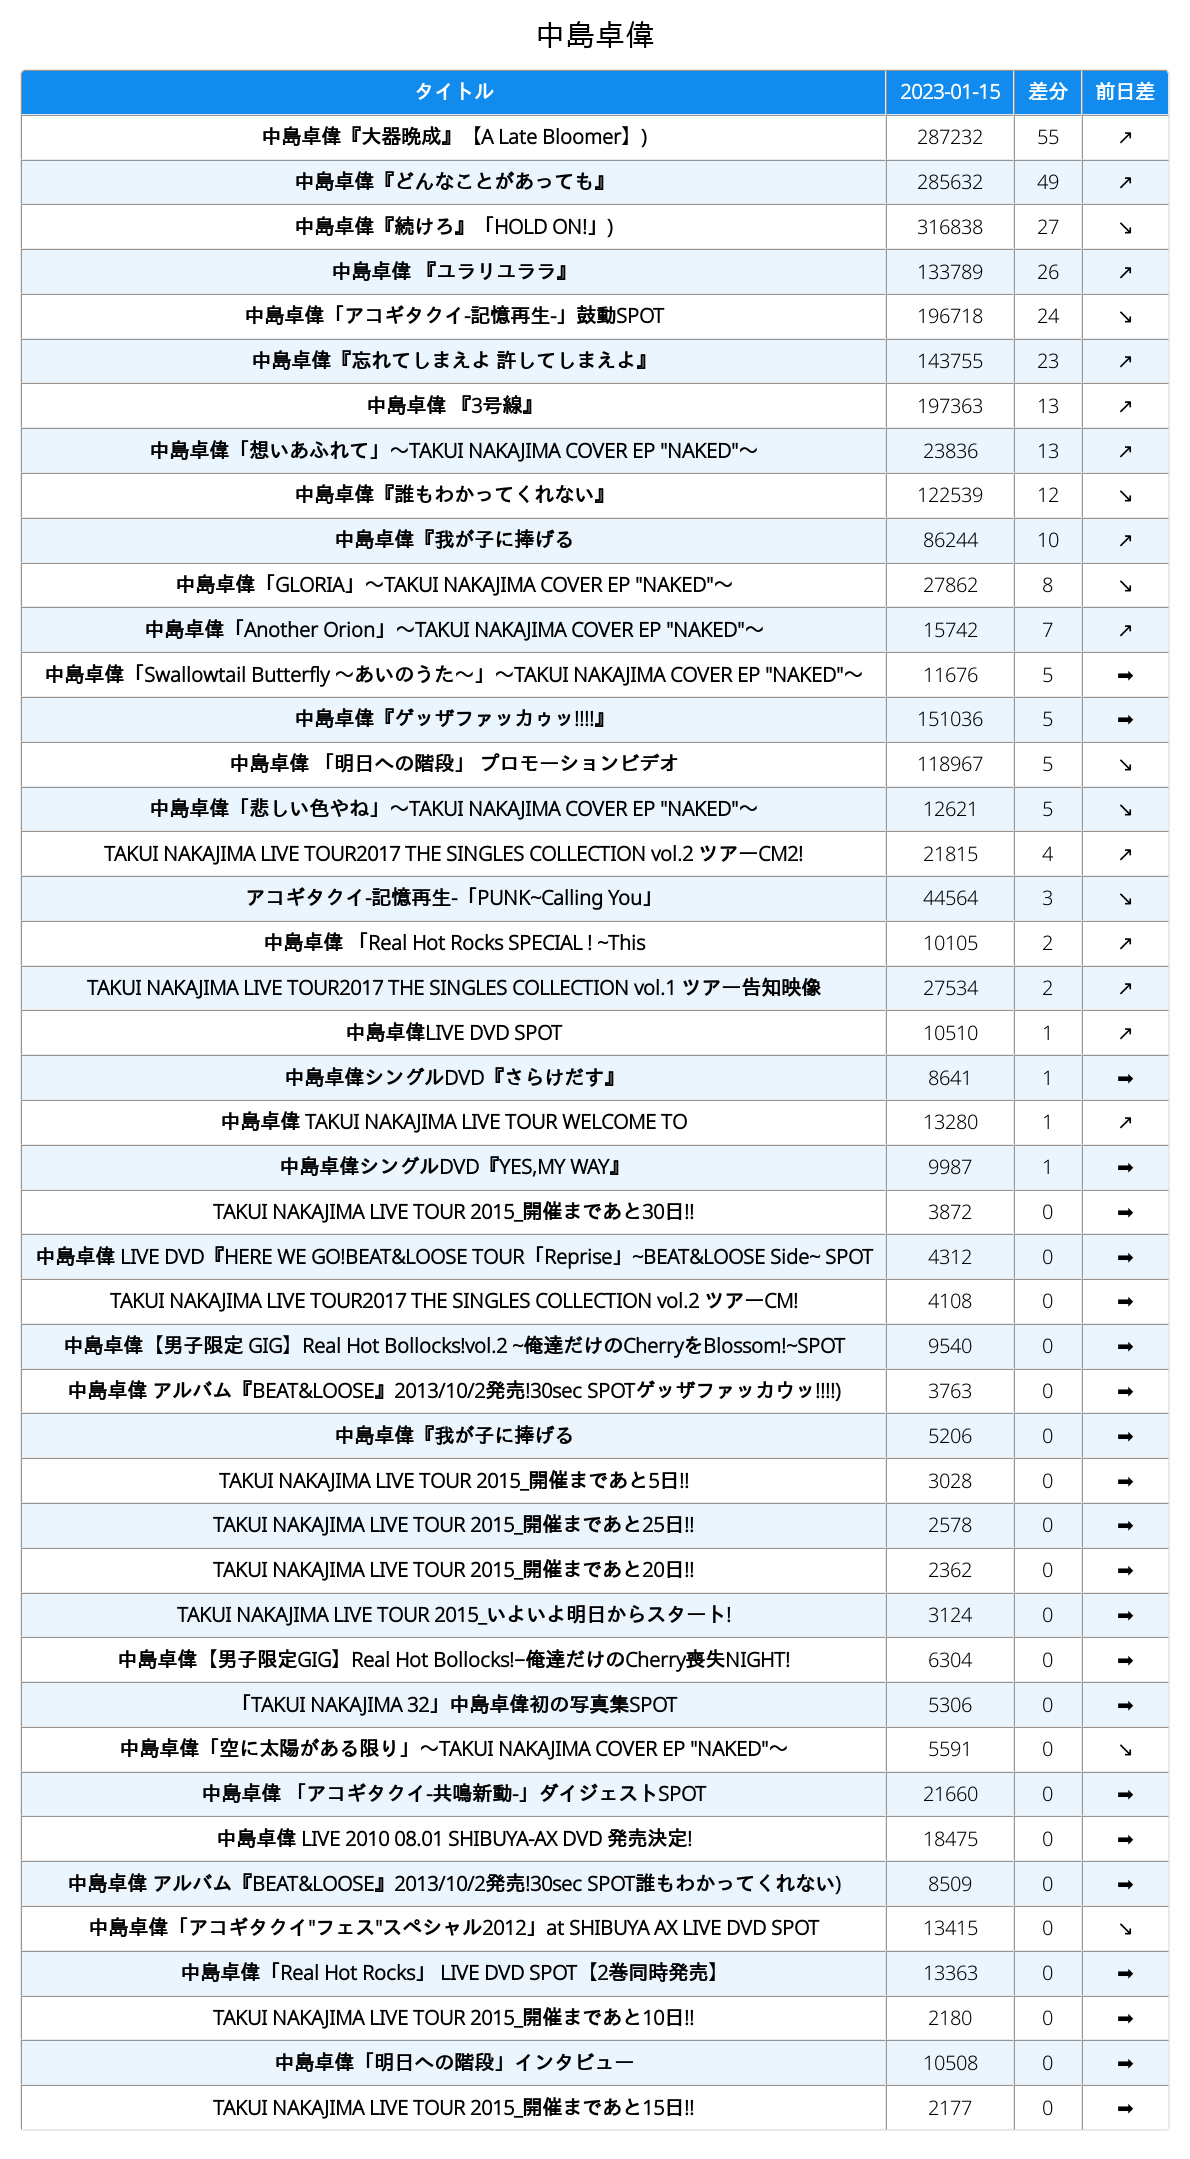 中島卓偉
タイトル 2023-01-15 差分 前日差
中島卓偉『大器晩成』【A Late Bloomer】) 287232 55 ↗
中島卓偉『どんなことがあっても』 285632 49 ↗
中島卓偉『続けろ』「HOLD ON!」) 316838 27 ↘
中島卓偉 『ユラリユララ』 133789 26 ↗
中島卓偉「アコギタクイ-記憶再生-」鼓動SPOT 196718 24 ↘
中島卓偉『忘れてしまえよ 許してしまえよ』 143755 23 ↗
中島卓偉 『3号線』 197363 13 ↗
中島卓偉「想いあふれて」～TAKUI NAKAJIMA COVER EP "NAKED"～ 23836 13 ↗
中島卓偉『誰もわかってくれない』 122539 12 ↘
中島卓偉『我が子に捧げる 86244 10 ↗
中島卓偉「GLORIA」～TAKUI NAKAJIMA COVER EP "NAKED"～ 27862 8 ↘
中島卓偉「Another Orion」～TAKUI NAKAJIMA COVER EP "NAKED"～ 15742 7 ↗
中島卓偉「Swallowtail Butterfly ～あいのうた～」～TAKUI NAKAJIMA COVER EP "NAKED"～ 11676 5 ➡
中島卓偉『ゲッザファッカゥッ!!!!』 151036 5 ➡
中島卓偉 「明日への階段」 プロモーションビデオ 118967 5 ↘
中島卓偉「悲しい色やね」～TAKUI NAKAJIMA COVER EP "NAKED"～ 12621 5 ↘
TAKUI NAKAJIMA LIVE TOUR2017 THE SINGLES COLLECTION vol.2 ツアーCM2! 21815 4 ↗
アコギタクイ-記憶再生-「PUNK~Calling You」 44564 3 ↘
中島卓偉 「Real Hot Rocks SPECIAL ! ~This 10105 2 ↗
TAKUI NAKAJIMA LIVE TOUR2017 THE SINGLES COLLECTION vol.1 ツアー告知映像 27534 2 ↗
中島卓偉LIVE DVD SPOT 10510 1 ↗
中島卓偉シングルDVD『さらけだす』 8641 1 ➡
中島卓偉 TAKUI NAKAJIMA LIVE TOUR WELCOME TO 13280 1 ↗
中島卓偉シングルDVD『YES,MY WAY』 9987 1 ➡
TAKUI NAKAJIMA LIVE TOUR 2015_開催まであと30日!! 3872 0 ➡
中島卓偉 LIVE DVD『HERE WE GO!BEAT&LOOSE TOUR「Reprise」~BEAT&LOOSE Side~ SPOT 4312 0 ➡
TAKUI NAKAJIMA LIVE TOUR2017 THE SINGLES COLLECTION vol.2 ツアーCM! 4108 0 ➡
中島卓偉【男子限定 GIG】Real Hot Bollocks!vol.2 ~俺達だけのCherryをBlossom!~SPOT 9540 0 ➡
中島卓偉 アルバム『BEAT&LOOSE』2013/10/2発売!30sec SPOTゲッザファッカウッ!!!!) 3763 0 ➡
中島卓偉『我が子に捧げる 5206 0 ➡
TAKUI NAKAJIMA LIVE TOUR 2015_開催まであと5日!! 3028 0 ➡
TAKUI NAKAJIMA LIVE TOUR 2015_開催まであと25日!! 2578 0 ➡
TAKUI NAKAJIMA LIVE TOUR 2015_開催まであと20日!! 2362 0 ➡
TAKUI NAKAJIMA LIVE TOUR 2015_いよいよ明日からスタート! 3124 0 ➡
中島卓偉【男子限定GIG】Real Hot Bollocks!−俺達だけのCherry喪失NIGHT! 6304 0 ➡
「TAKUI NAKAJIMA 32」中島卓偉初の写真集SPOT 5306 0 ➡
中島卓偉「空に太陽がある限り」～TAKUI NAKAJIMA COVER EP "NAKED"～ 5591 0 ↘
中島卓偉 「アコギタクイ-共鳴新動-」ダイジェストSPOT 21660 0 ➡
中島卓偉 LIVE 2010 08.01 SHIBUYA-AX DVD 発売決定! 18475 0 ➡
中島卓偉 アルバム『BEAT&LOOSE』2013/10/2発売!30sec SPOT誰もわかってくれない) 8509 0 ➡
中島卓偉「アコギタクイ"フェス"スペシャル2012」at SHIBUYA AX LIVE DVD SPOT 13415 0 ↘
中島卓偉「Real Hot Rocks」 LIVE DVD SPOT【2巻同時発売】 13363 0 ➡
TAKUI NAKAJIMA LIVE TOUR 2015_開催まであと10日!! 2180 0 ➡
中島卓偉「明日への階段」インタビュー 10508 0 ➡
TAKUI NAKAJIMA LIVE TOUR 2015_開催まであと15日!! 2177 0 ➡